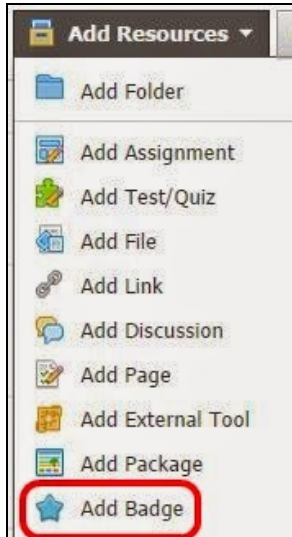 Add Resources
Add Folder
Add Assignment
Add Test/Quiz
Add File
Add Link
Add Discussion
Add Page
Add External Tool
Add Package
Add Badge